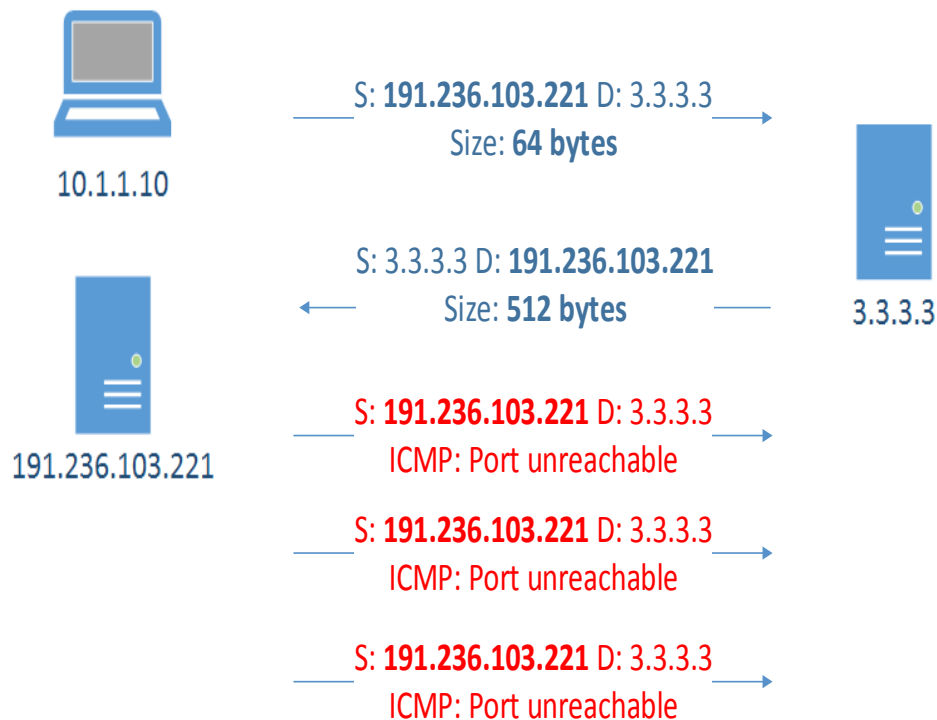 S: 191.236.103.221 D: 3.3.3.3
Size: 64 bytes
10.1.1.10
S: 3.3.3.3 D: 191.236.103.221
Size: 512 bytes
3.3.3.3
S: 191.236.103.221 D: 3.3.3.3
ICMP: Port unreachable
191.236.103.221
S: 191.236.103.221 D: 3.3.3.3
ICMP: Port unreachable
S: 191.236.103.221 D: 3.3.3.3
ICMP: Port unreachable